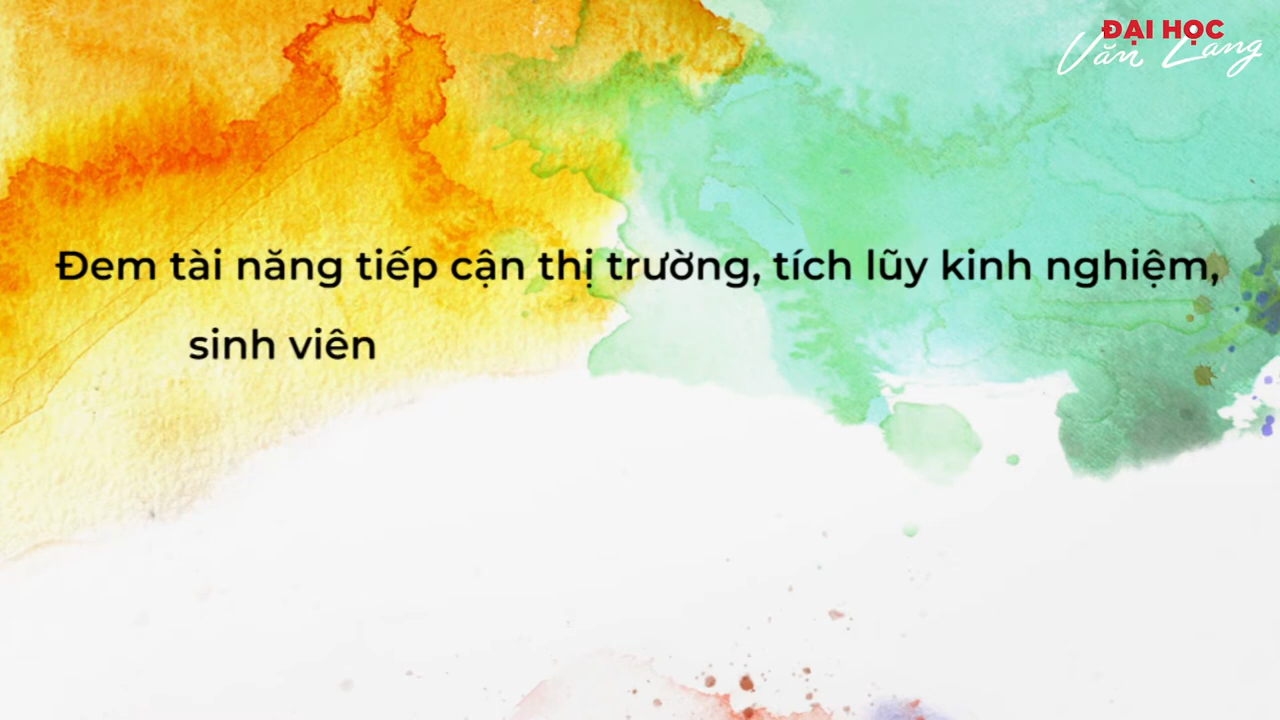 ĐẠI HỌC
Văn Lang
Đem tài năng tiếp cận thị trường, tích lũy kinh nghiệm,
sinh viên